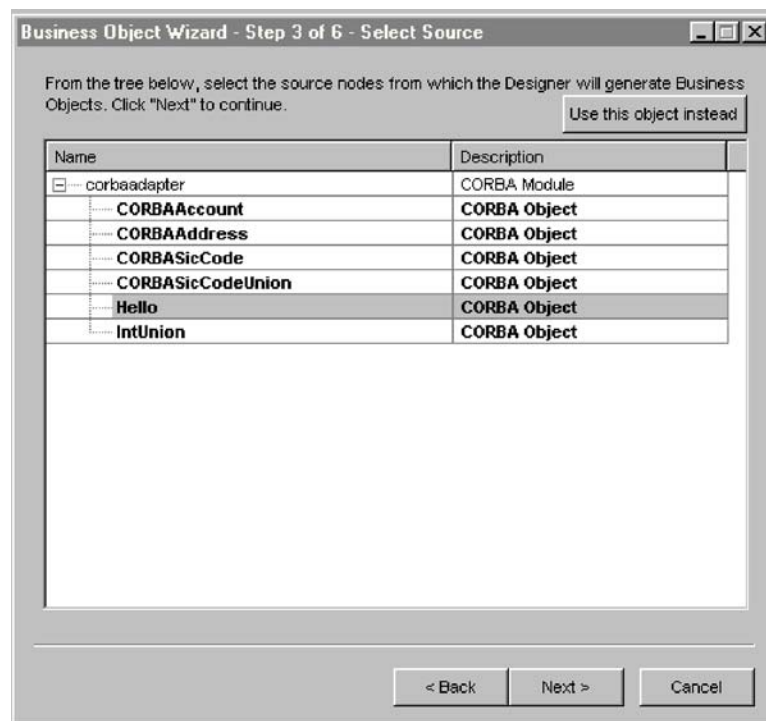 Business Object Wizard - Step 3 of 6 - Select Source
From the tree below, select the source nodes from which the Designer will generate Business
Objects. Click "Next" to continue.
Use this object instead
Name Description
corbaadapter CORBA Module
CORBAAccount CORBA Object
CORBAAddress CORBA Object
CORBASicCode CORBA Object
CORBASicCodeUnion CORBA Object
Hello CORBA Object
IntUnion CORBA Object
< Back Next > Cancel